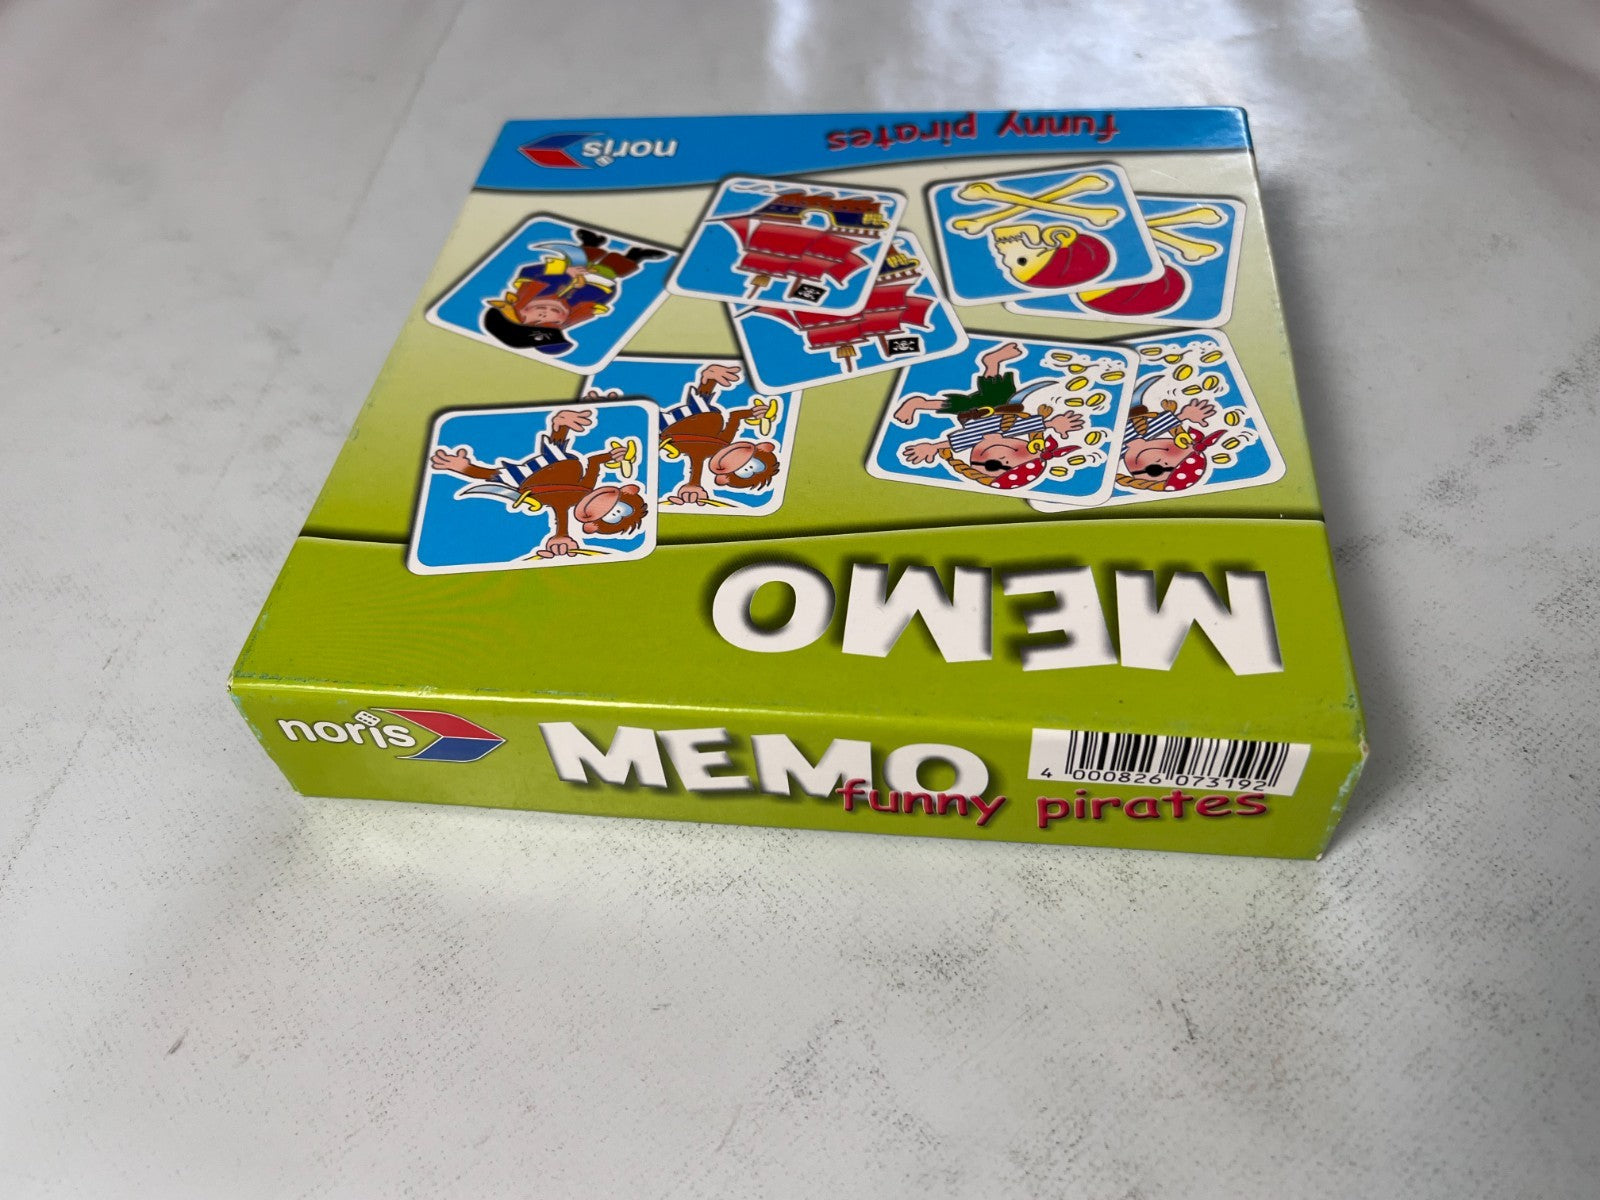 noris
funny pirates
MEMO
noris
MEMO
funny pirates
4 000826 073192